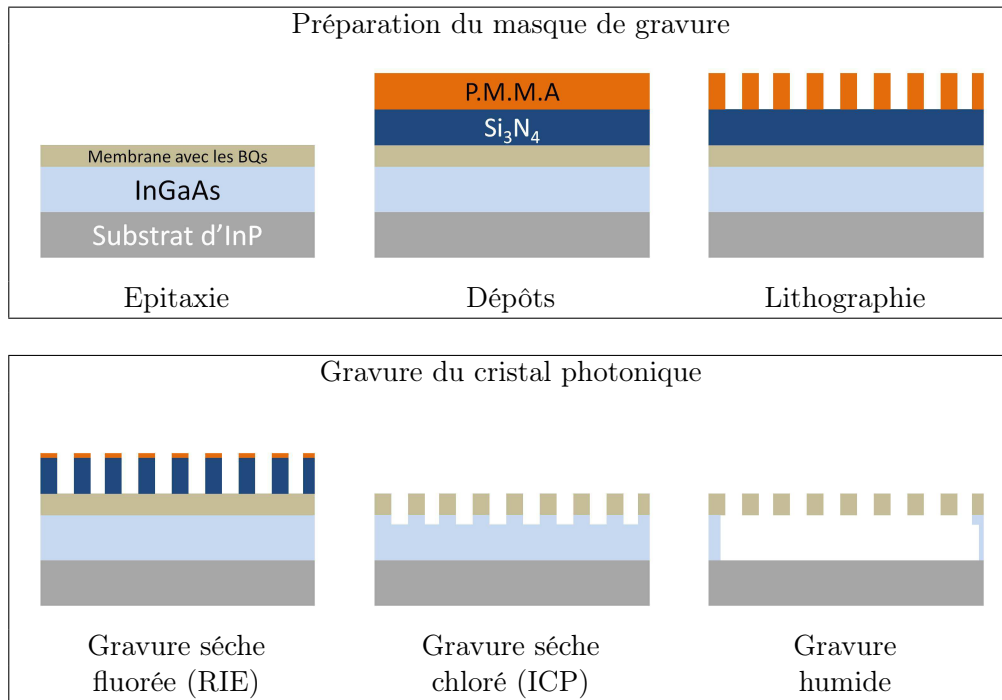 Préparation du masque de gravure
P.M.M.A
Si₃N₄
Membrane avec les BQs
InGaAs
Substrat d'InP
Epitaxie
Dépôts
Lithographie
Gravure du cristal photonique
Gravure séche
fluorée (RIE)
Gravure séche
chloré (ICP)
Gravure
humide